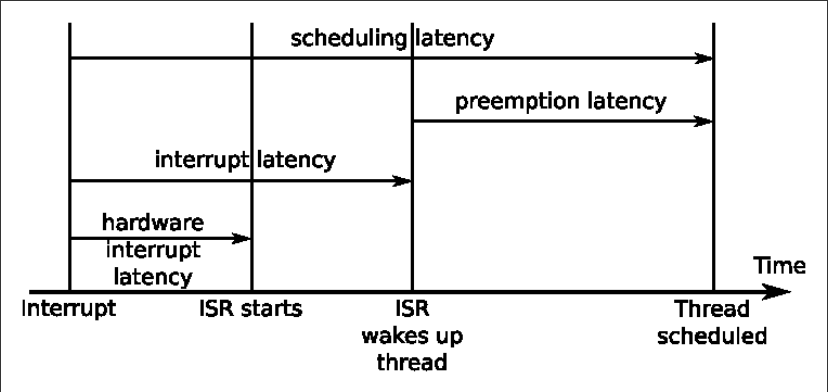 scheduling latency
preemption latency
interrupt latency
hardware
interrupt
latency
Time
Interrupt
ISR starts
ISR
wakes up
thread
Thread
scheduled